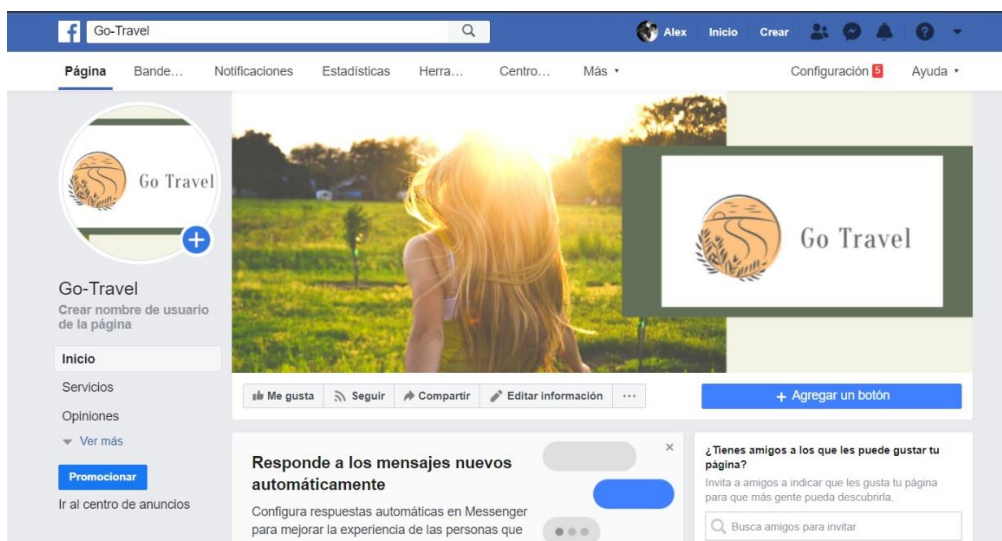 Go-Travel
Alex Inicio Crear
Página Bande... Notificaciones Estadísticas Herra... Centro... Más Configuración 5 Ayuda
Go Travel
Go Travel
Go-Travel
Crear nombre de usuario
de la página
Inicio
Servicios
Opiniones
Ver más
Promocionar
Ir al centro de anuncios
Me gusta Seguir Compartir Editar información ...
+ Agregar un botón
Responde a los mensajes nuevos
automáticamente
Configura respuestas automáticas en Messenger
para mejorar la experiencia de las personas que
¿Tienes amigos a los que les puede gustar tu
página?
Invita a amigos a indicar que les gusta tu página
para que más gente pueda descubrirla.
Busca amigos para invitar